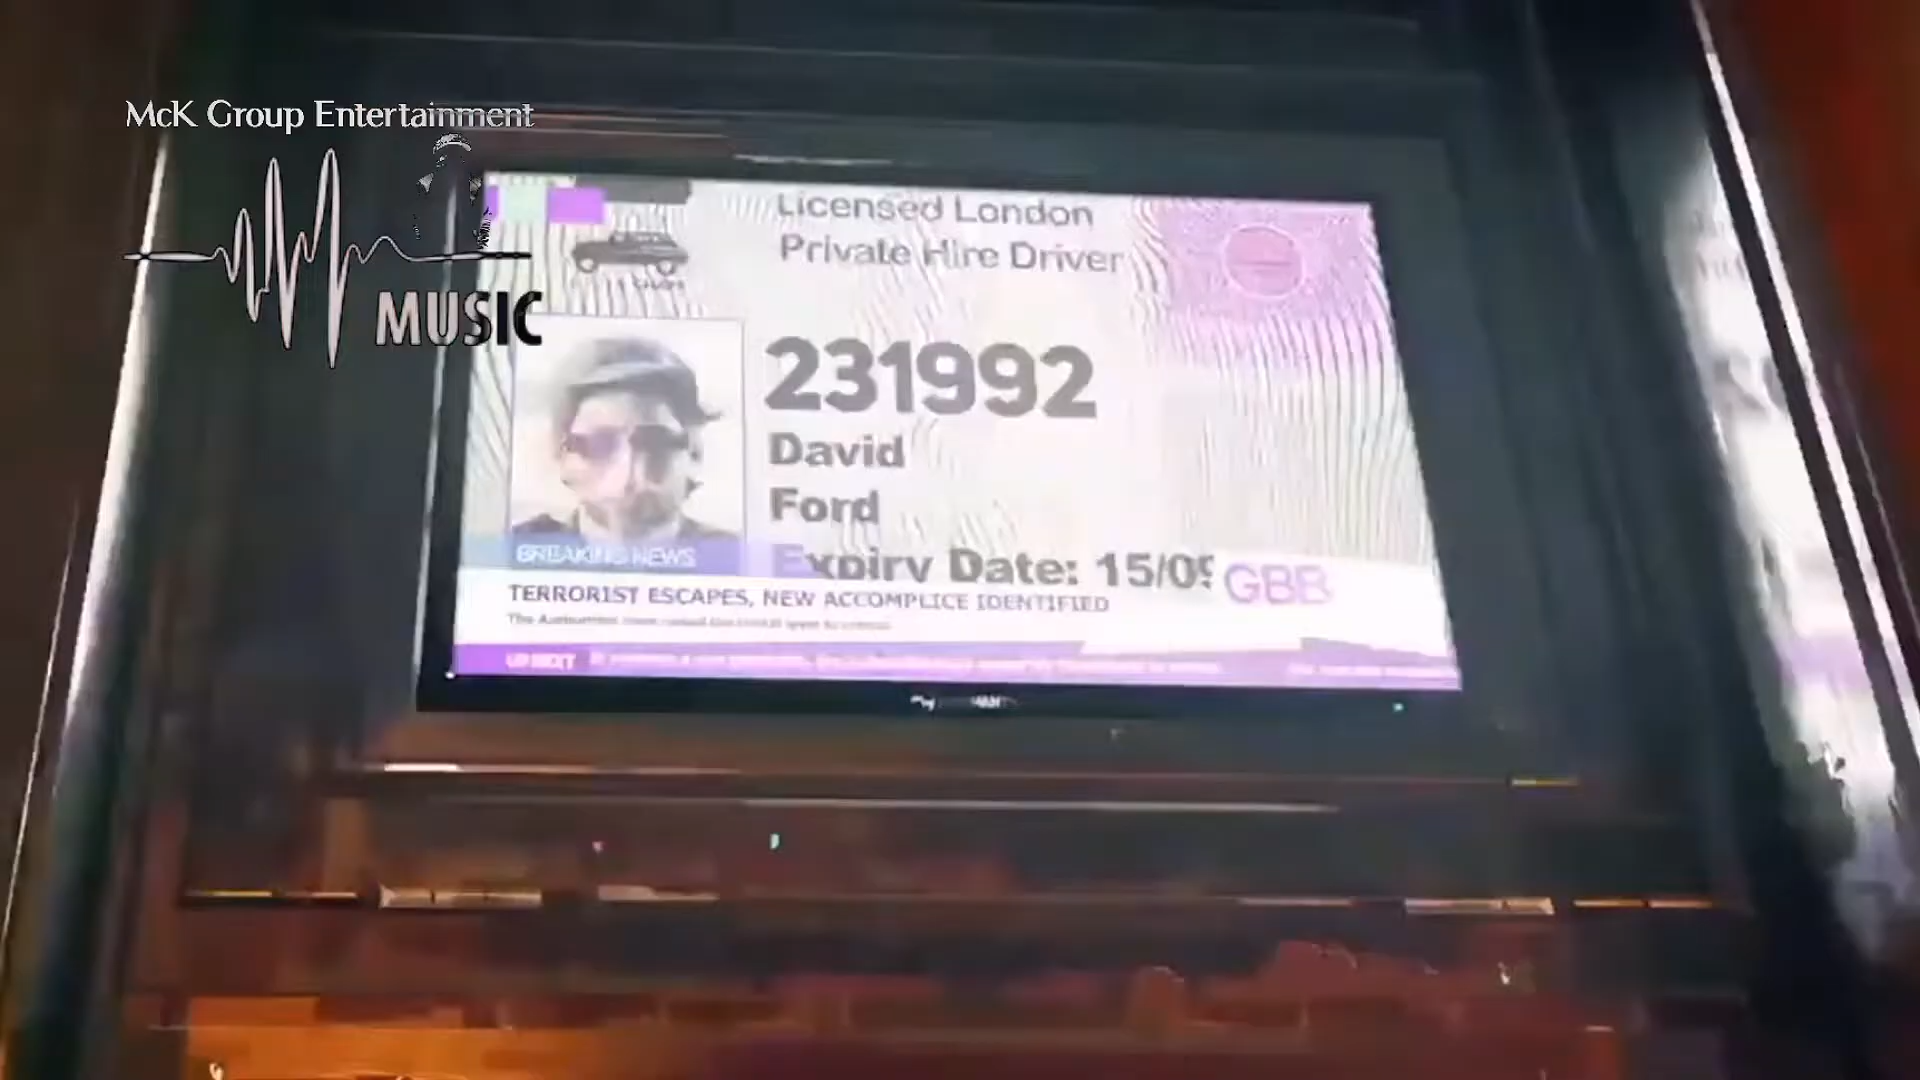 McK Group Entertainment
MUSIC
Licensed London
Private Hire Driver
231992
David
Ford
Expiry Date: 15/09
BREAKING NEWS
GBB
TERRORIST ESCAPES, NEW ACCOMPLICE IDENTIFIED
UP NEXT